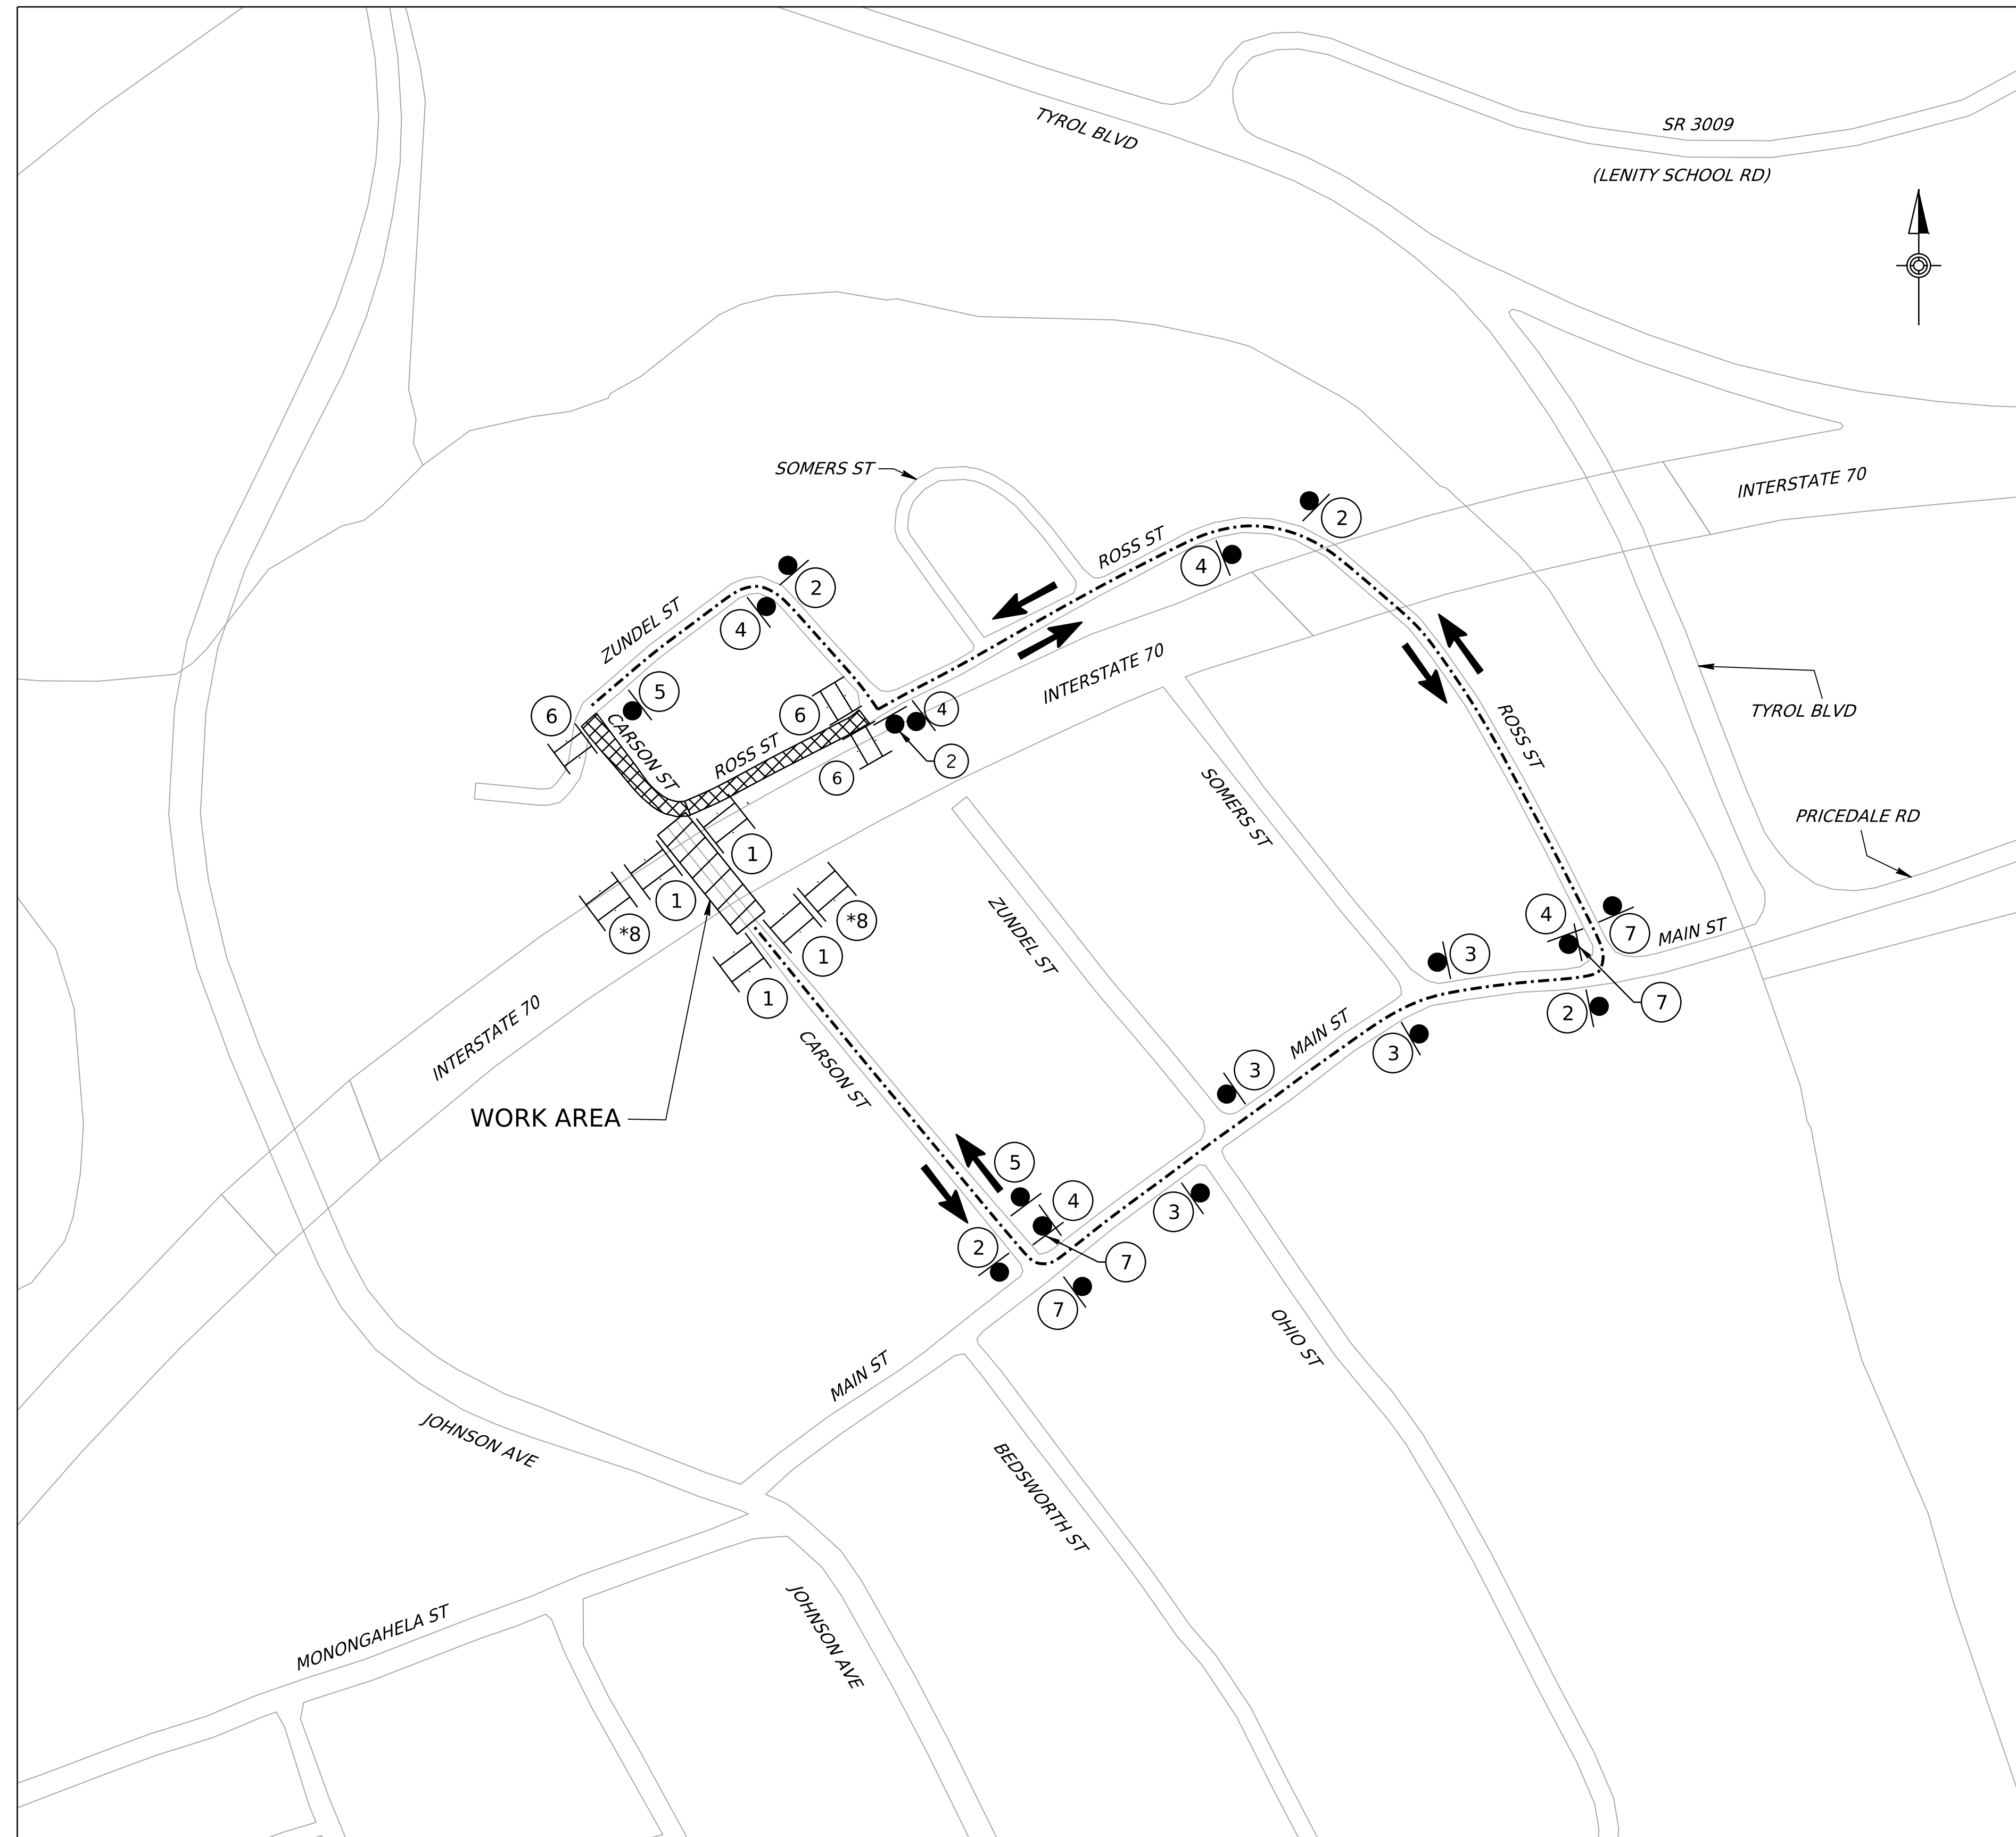 TYROL BLVD
SR 3009
(LENITY SCHOOL RD)
SOMERS ST
INTERSTATE 70
2
ROSS ST
4
2
2
ZUNDEL ST
4
INTERSTATE 70
5
6
6
4
CARSON ST
ROSS ST
2
6
ROSS ST
TYROL BLVD
SOMERS ST
PRICEDALE RD
1
1
*8
*8
1
1
ZUNDEL ST
4
7
MAIN ST
3
7
2
3
MAIN ST
INTERSTATE 70
CARSON ST
3
WORK AREA
5
4
3
2
7
7
OHIO ST
MAIN ST
JOHNSON AVE
BEDSWORTH ST
MONONGAHELA ST
JOHNSON AVE